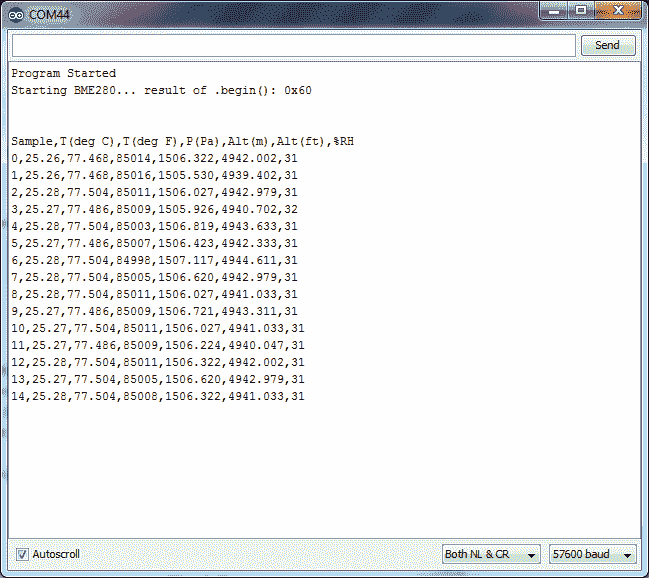 COM44
Send
Program Started
Starting BME280... result of .begin(): 0x60
Sample,T(deg C),T(deg F),P(Pa),Alt(m),Alt(ft),%RH
0,25.26,77.468,85014,1506.322,4942.002,31
1,25.26,77.468,85016,1505.530,4939.402,31
2,25.28,77.504,85011,1506.027,4942.979,31
3,25.27,77.486,85009,1505.926,4940.702,32
4,25.28,77.504,85003,1506.819,4943.633,31
5,25.27,77.486,85007,1506.423,4942.333,31
6,25.28,77.504,84998,1507.117,4944.611,31
7,25.28,77.504,85005,1506.620,4942.979,31
8,25.28,77.504,85011,1506.027,4941.033,31
9,25.27,77.486,85009,1506.721,4943.311,31
10,25.27,77.504,85011,1506.027,4941.033,31
11,25.27,77.486,85009,1506.224,4940.047,31
12,25.28,77.504,85011,1506.322,4942.002,31
13,25.27,77.504,85005,1506.620,4942.979,31
14,25.28,77.504,85008,1506.322,4941.033,31
Autoscroll
Both NL & CR
57600 baud